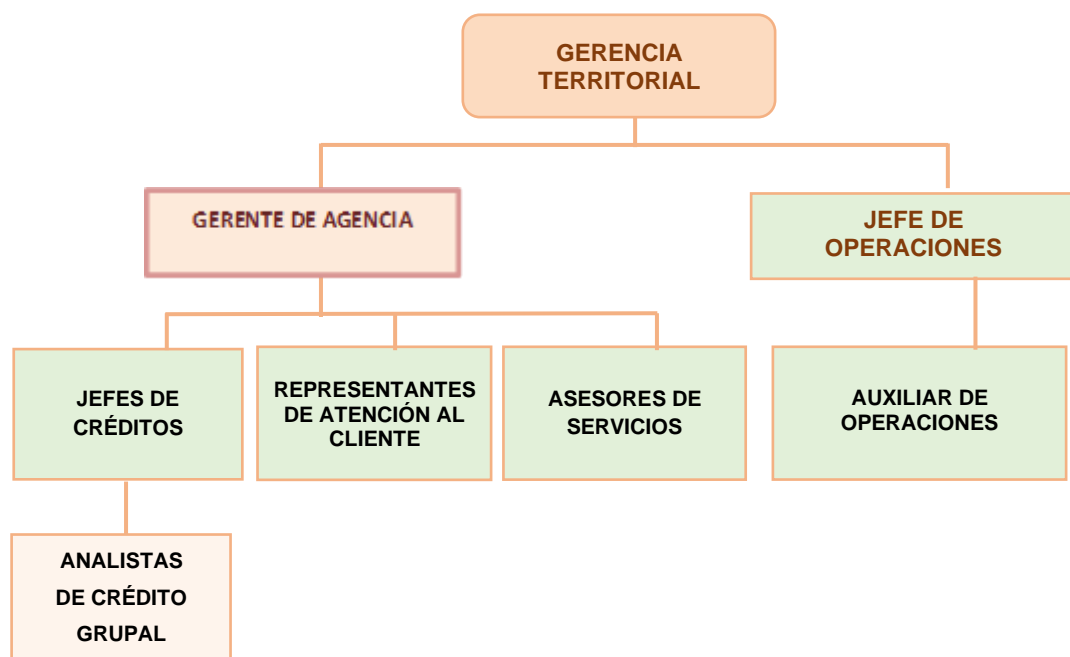 GERENCIA
TERRITORIAL
GERENTE DE AGENCIA
JEFE DE
OPERACIONES
JEFES DE
CRÉDITOS
REPRESENTANTES
DE ATENCIÓN AL
CLIENTE
ASESORES DE
SERVICIOS
AUXILIAR DE
OPERACIONES
ANALISTAS
DE CRÉDITO
GRUPAL